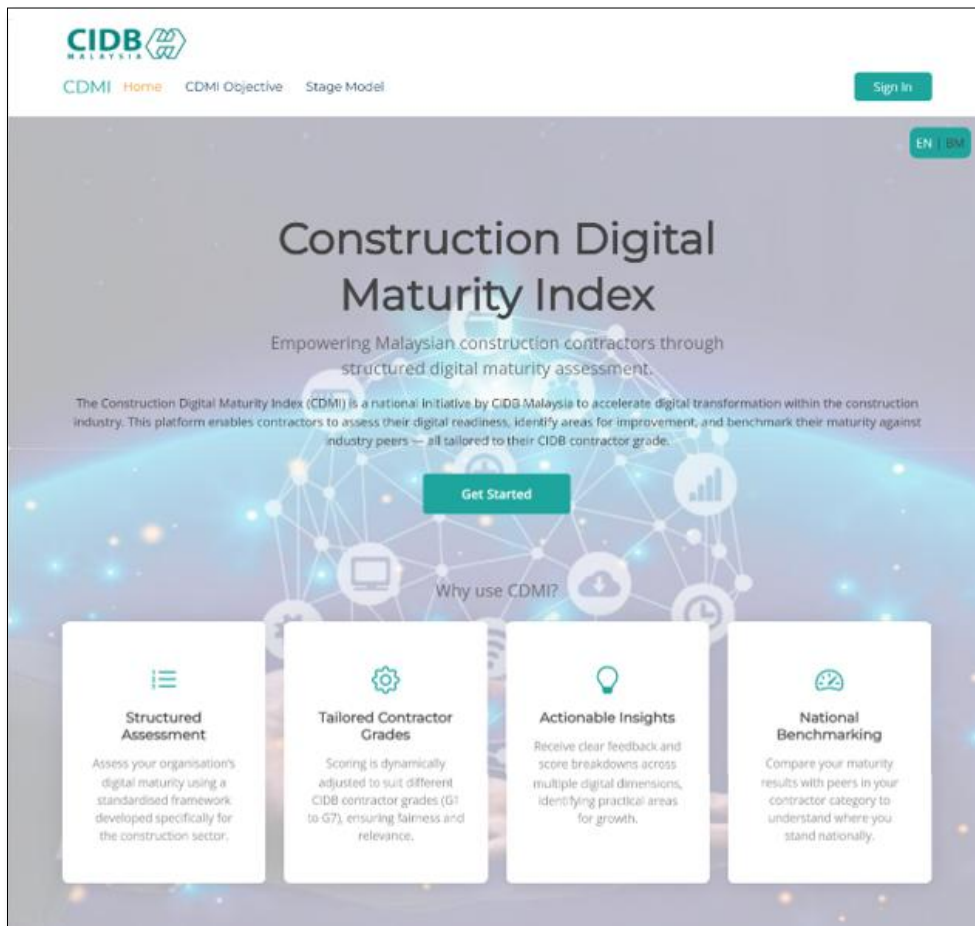 CIDB
MALAYSIA
CDMI Home CDMI Objective Stage Model Sign In
EN | BM
Construction Digital
Maturity Index
Empowering Malaysian construction contractors through
structured digital maturity assessment.
The Construction Digital Maturity Index (CDMI) is a national initiative by CIDB Malaysia to accelerate digital transformation within the construction
industry. This platform enables contractors to assess their digital readiness, identify areas for improvement, and benchmark their maturity against
industry peers — all tailored to their CIDB contractor grade.
Get Started
Why use CDMI?
Structured
Assessment
Assess your organisation's
digital maturity using a
standardised framework
developed specifically for
the construction sector.
Tailored Contractor
Grades
Scoring is dynamically
adjusted to suit different
CIDB contractor grades (G1
to G7), ensuring fairness and
relevance.
Actionable Insights
Receive clear feedback and
score breakdowns across
multiple digital dimensions,
identifying practical areas
for growth.
National
Benchmarking
Compare your maturity
results with peers in your
contractor category to
understand where you
stand nationally.